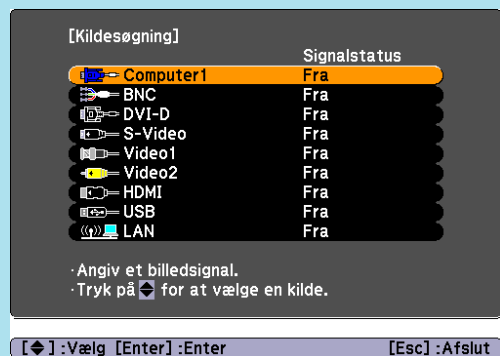 [Kildesøgning]
Signalstatus
Computer1 Fra
BNC Fra
DVI-D Fra
S-Video Fra
Video1 Fra
Video2 Fra
HDMI Fra
USB Fra
LAN Fra
·Angiv et billedsignal.
·Tryk på for at vælge en kilde.
[ ] :Vælg [Enter] :Enter [Esc] :Afslut